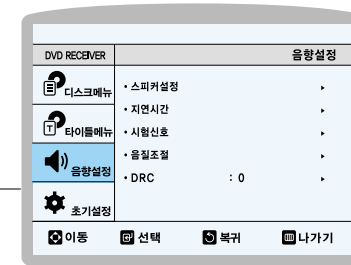 DVD RECEIVER 음향설정
디스크메뉴
타이틀메뉴
음향설정
초기설정
• 스피커설정 ▸
• 지연시간 ▸
• 시험신호 ▸
• 음질조절 ▸
• DRC : 0
이동 선택 복귀 나가기